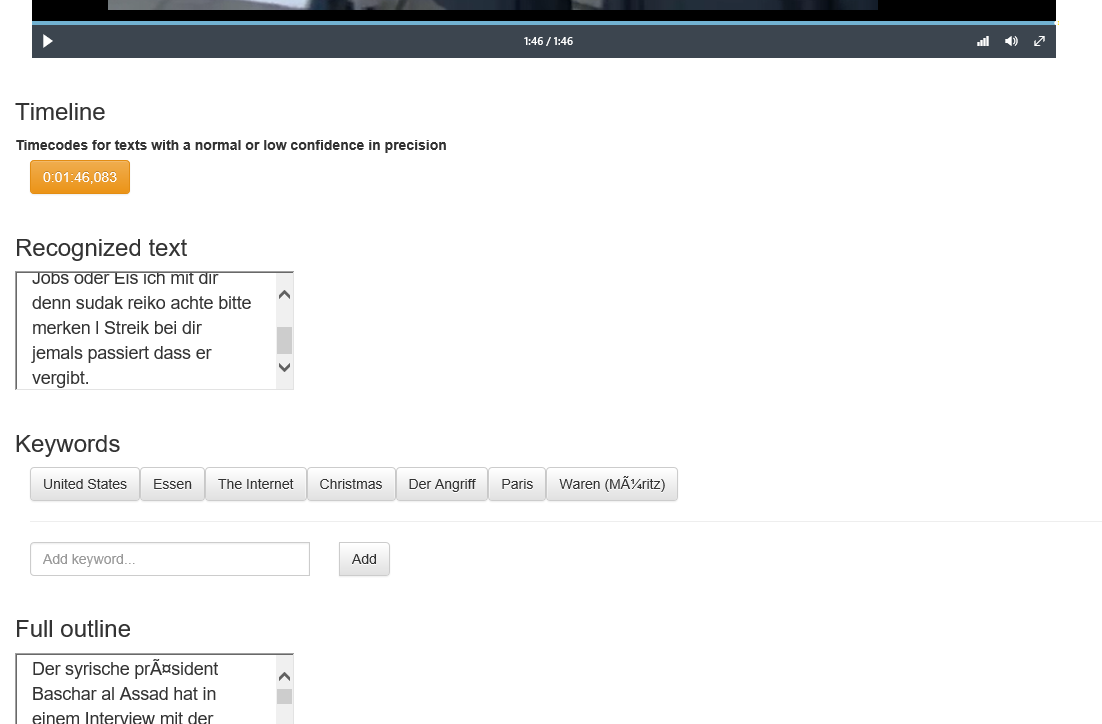 1:46 / 1:46
Timeline
Timecodes for texts with a normal or low confidence in precision
0:01:46,083
Recognized text
Jobs oder Eis ich mit dir
denn sudak reiko achte bitte
merken l Streik bei dir
jemals passiert dass er
vergibt.
Keywords
United States Essen The Internet Christmas Der Angriff Paris Waren (MÃ¼ritz)
Add keyword... Add
Full outline
Der syrische prÃ¤sident
Baschar al Assad hat in
einem Interview mit der